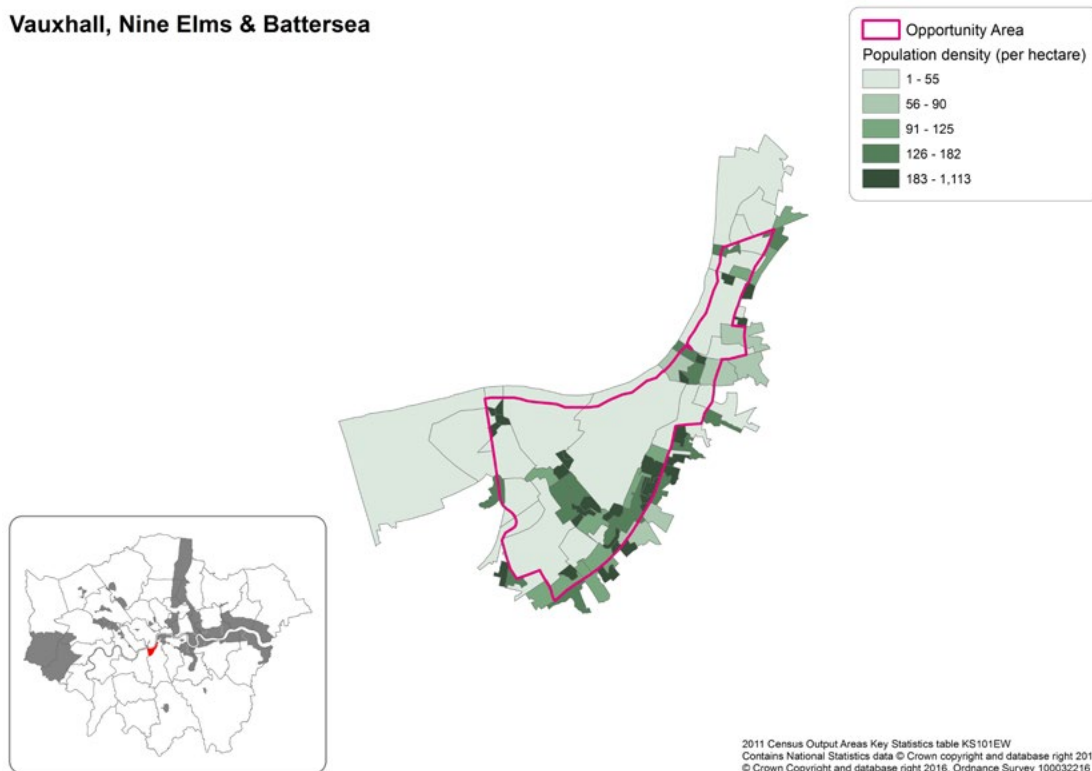 Vauxhall, Nine Elms & Battersea
Opportunity Area
Population density (per hectare)
1 - 55
56 - 90
91 - 125
126 - 182
183 - 1,113
2011 Census Output Areas Key Statistics table KS101EW
Contains National Statistics data © Crown copyright and database right 201
© Crown Copyright and database right 2016. Ordnance Survey 100032216